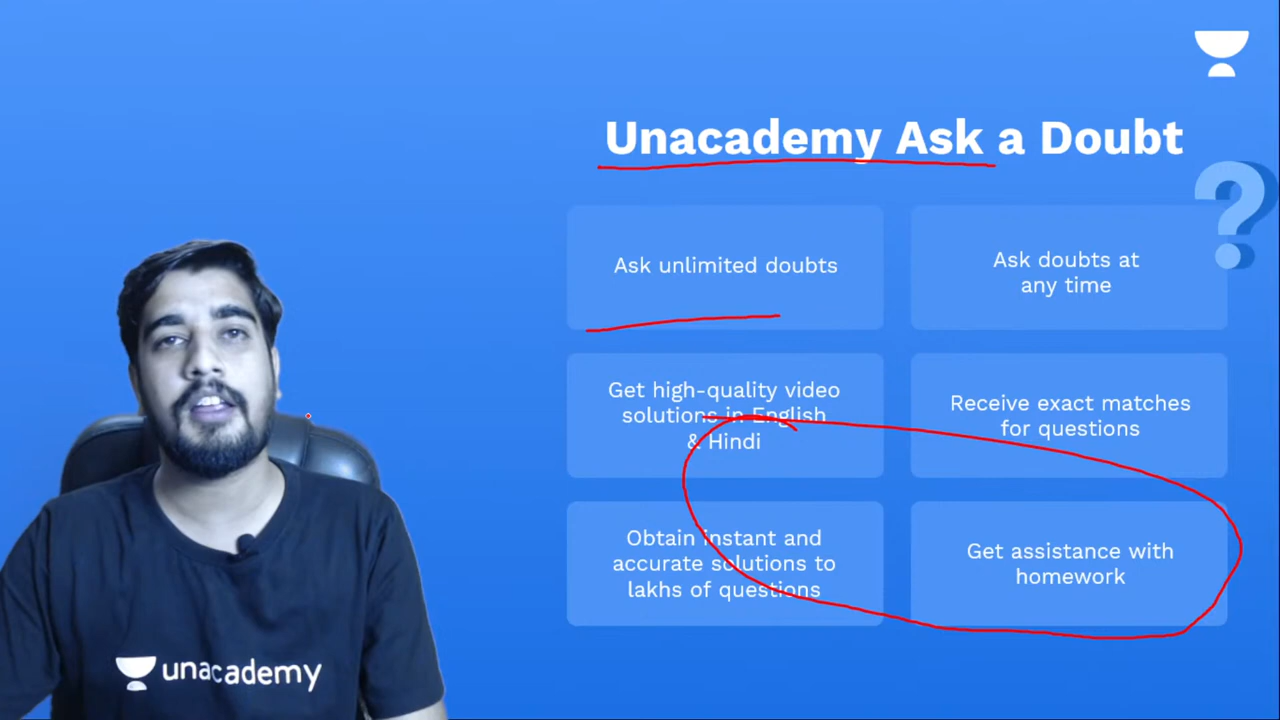 Unacademy Ask a Doubt
Ask unlimited doubts
Ask doubts at
any time
?
Get high-quality video
solutions in English
& Hindi
Receive exact matches
for questions
Obtain instant and
accurate solutions to
lakhs of questions
Get assistance with
homework
unacademy